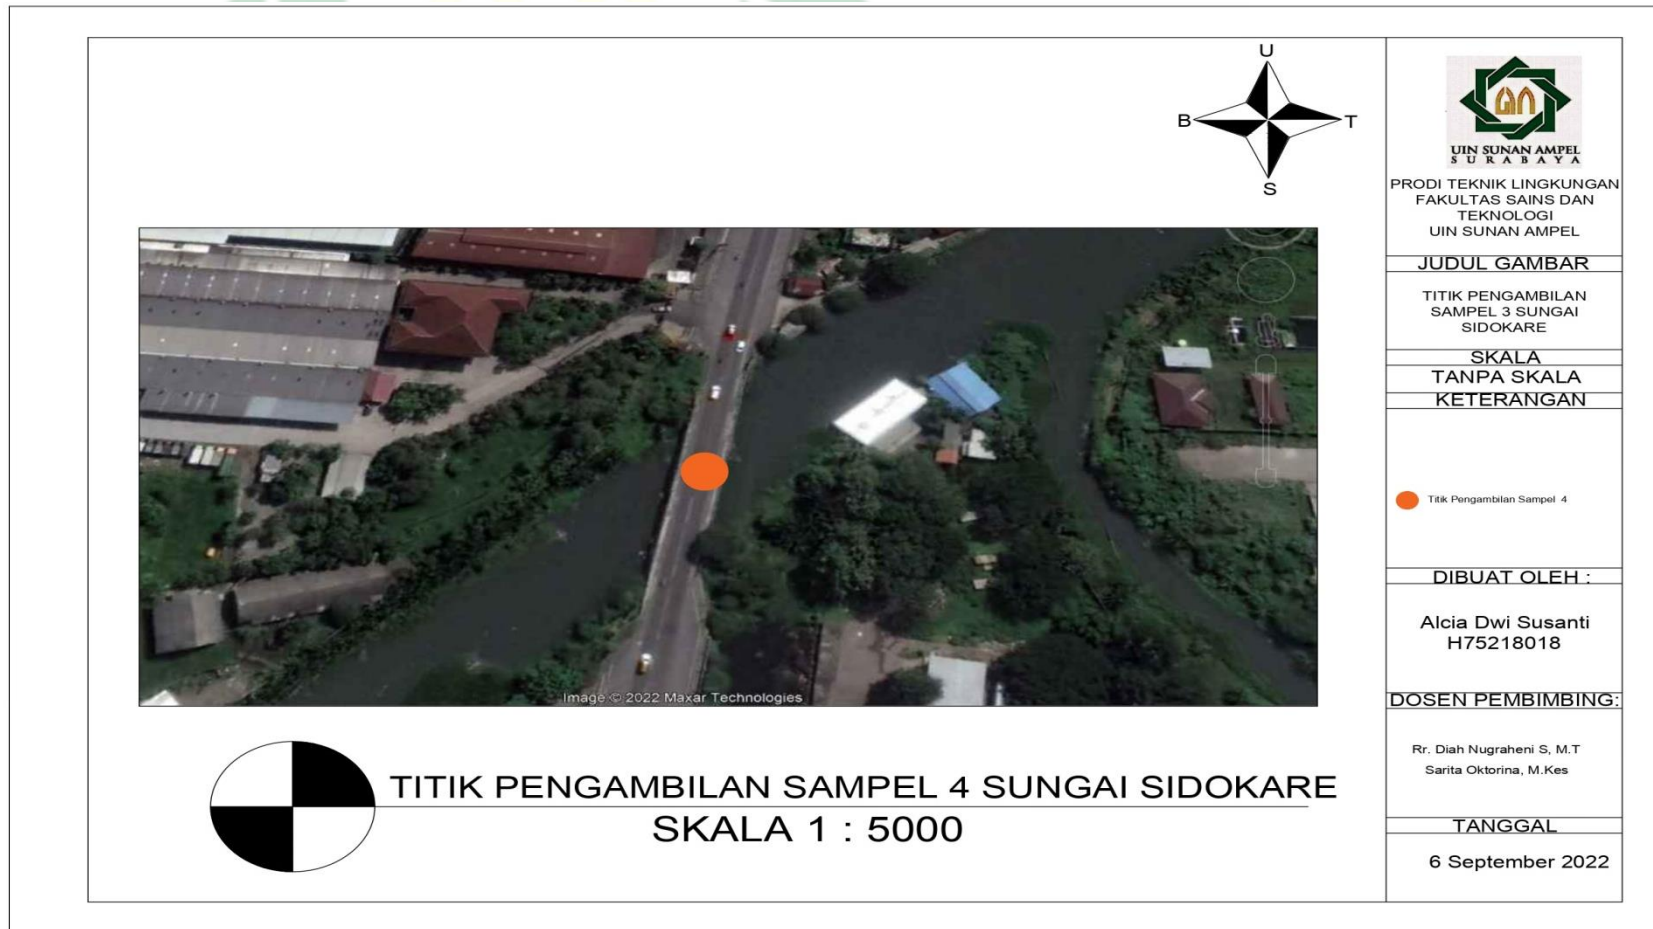 U
B
T
S
Image © 2022 Maxar Technologies
TITIK PENGAMBILAN SAMPEL 4 SUNGAI SIDOKARE
SKALA 1 : 5000
UIN SUNAN AMPEL
S U R A B A Y A
PRODI TEKNIK LINGKUNGAN
FAKULTAS SAINS DAN
TEKNOLOGI
UIN SUNAN AMPEL
JUDUL GAMBAR
TITIK PENGAMBILAN
SAMPEL 3 SUNGAI
SIDOKARE
SKALA
TANPA SKALA
KETERANGAN
Titik Pengambilan Sampel 4
DIBUAT OLEH :
Alcia Dwi Susanti
H75218018
DOSEN PEMBIMBING:
Rr. Diah Nugraheni S, M.T
Sarita Oktorina, M.Kes
TANGGAL
6 September 2022